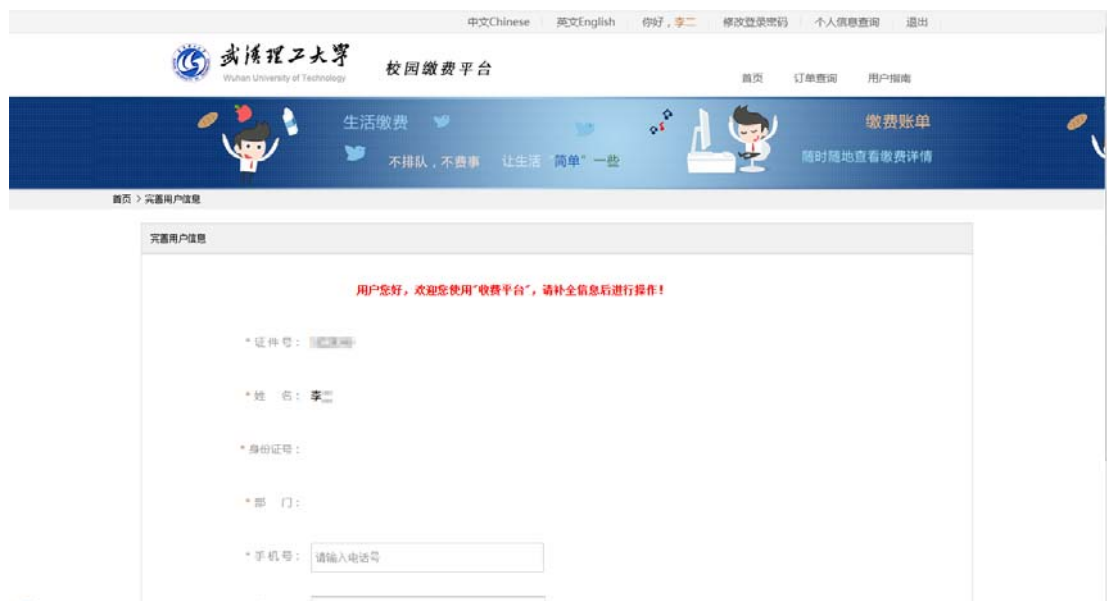 中文Chinese 英文English 你好，李二 修改登录密码 个人信息查询 退出
武汉理工大学
Wuhan University of Technology
校园缴费平台
首页 订单查询 用户指南
生活缴费
不排队，不费事 让生活“简单”一些
缴费账单
随时随地查看缴费详情
首页 > 完善用户信息
完善用户信息
用户您好，欢迎您使用"收费平台"，请补全信息后进行操作！
* 证件号：
* 姓 名： 李
* 身份证号：
* 部 门：
* 手机号： 请输入电话号